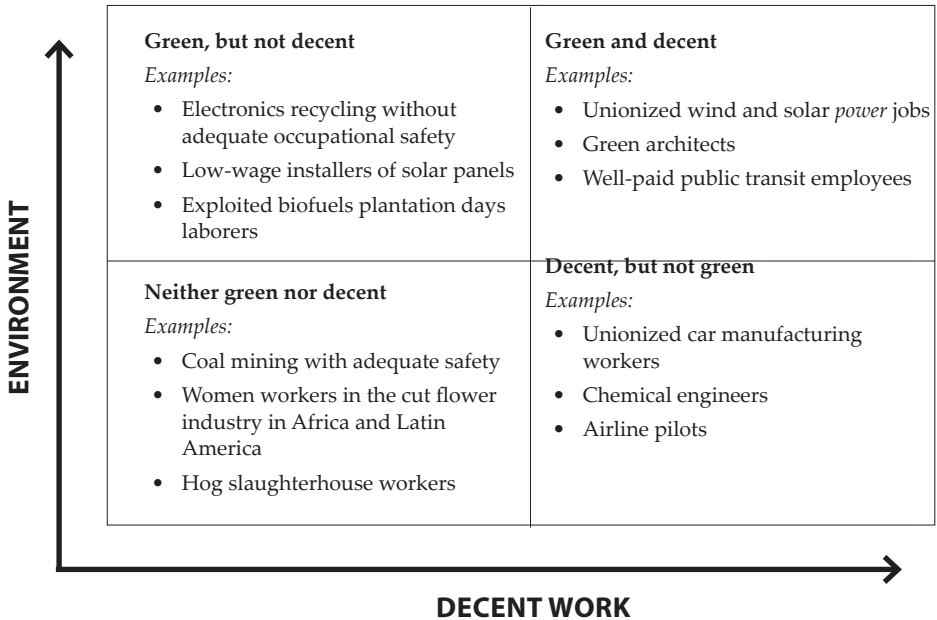 Green, but not decent
Examples:
• Electronics recycling without
adequate occupational safety
• Low-wage installers of solar panels
• Exploited biofuels plantation days
laborers
Green and decent
Examples:
• Unionized wind and solar power jobs
• Green architects
• Well-paid public transit employees
Neither green nor decent
Examples:
• Coal mining with adequate safety
• Women workers in the cut flower
industry in Africa and Latin
America
• Hog slaughterhouse workers
Decent, but not green
Examples:
• Unionized car manufacturing
workers
• Chemical engineers
• Airline pilots
ENVIRONMENT
DECENT WORK